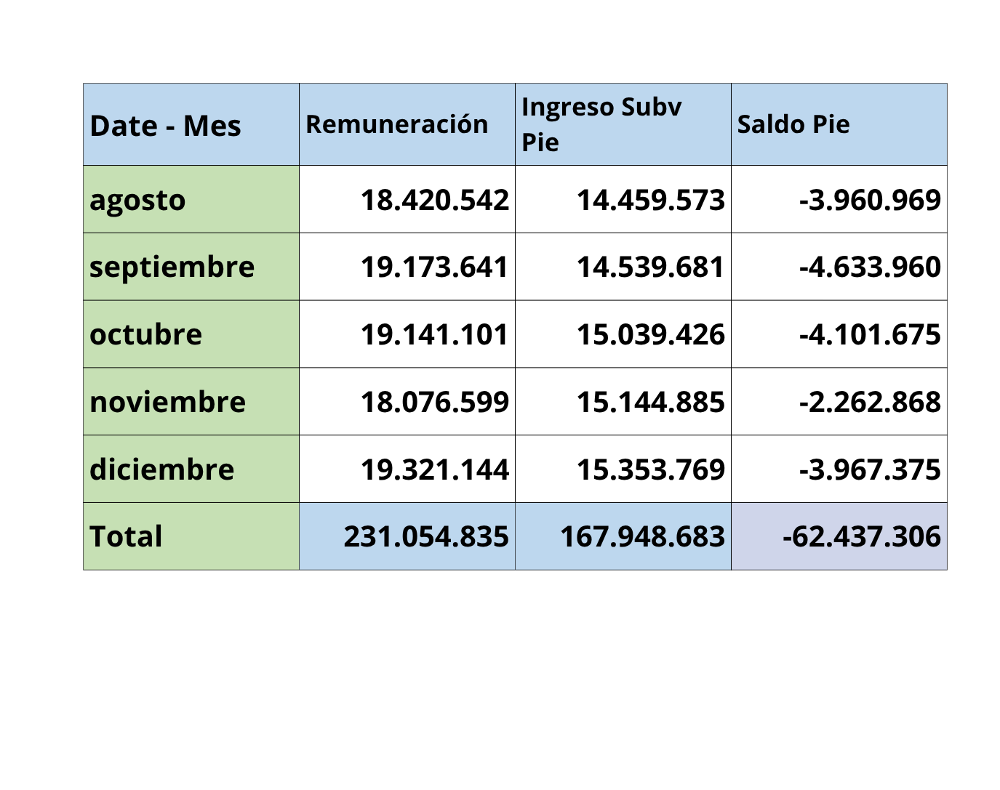 Date - Mes Remuneración Ingreso Subv Pie Saldo Pie
agosto 18.420.542 14.459.573 -3.960.969
septiembre 19.173.641 14.539.681 -4.633.960
octubre 19.141.101 15.039.426 -4.101.675
noviembre 18.076.599 15.144.885 -2.262.868
diciembre 19.321.144 15.353.769 -3.967.375
Total 231.054.835 167.948.683 -62.437.306